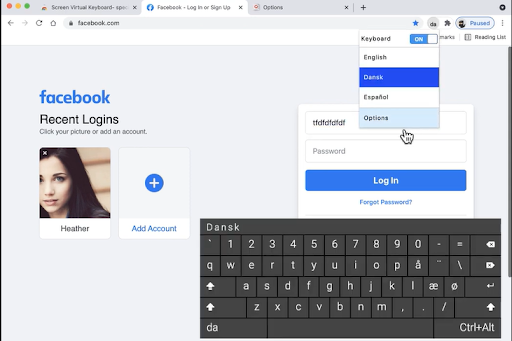 Screen Virtual Keyboard- spe
Facebook - Log In or Sign Up
Options
facebook.com
da
Paused
Keyboard ON
marks
Reading List
English
Dansk
Español
Options
facebook
Recent Logins
Click your picture or add an account.
Heather
Add Account
tfdfdfdfdf
Password
Log In
Forgot Password?
Dansk
` 1 2 3 4 5 6 7 8 9 0 - =
q w e r t y u i o p å ¨ \
a s d f g h j k l æ ø
z x c v b n m , . /
da Ctrl+Alt